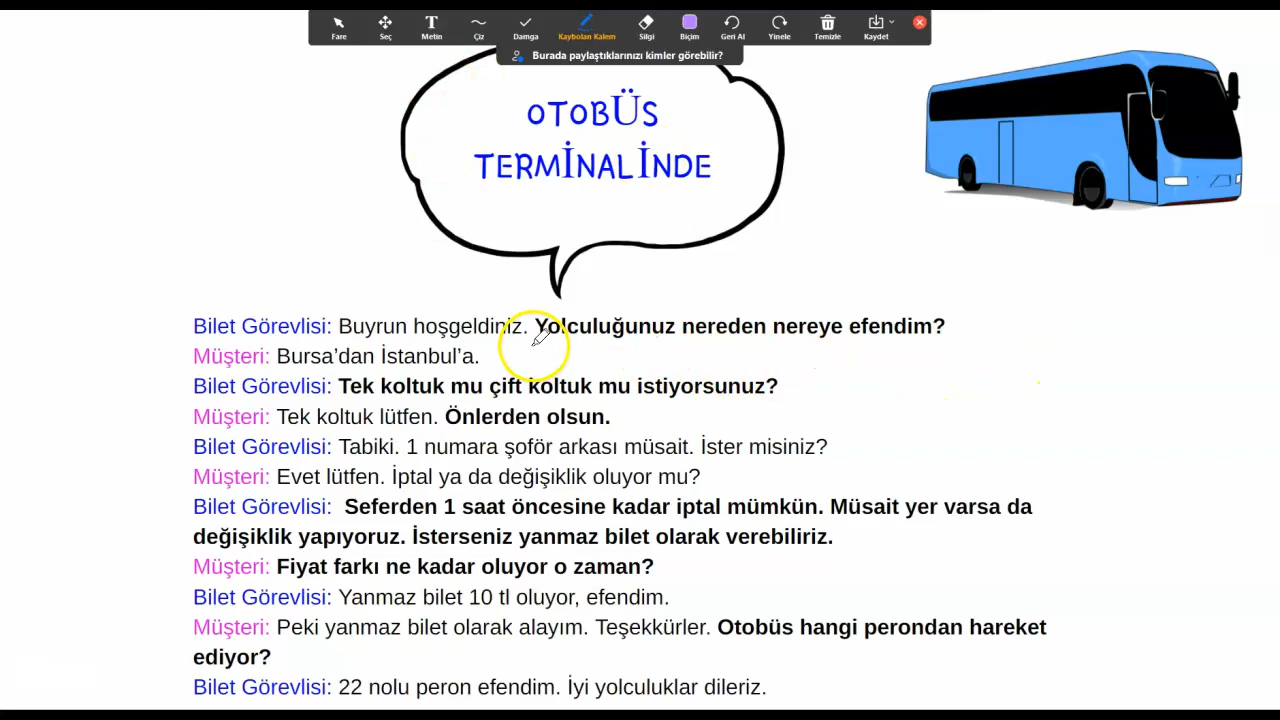 Fare Seç Metin Çiz Damga Kaybolan Kalem Silgi Biçim Geri Al Yinele Temizle Kaydet
Burada paylaştıklarınızı kimler görebilir?
OTOBÜS
TERMİNALİNDE
Bilet Görevlisi: Buyrun hoşgeldiniz. Yolculuğunuz nereden nereye efendim?
Müşteri: Bursa’dan İstanbul’a.
Bilet Görevlisi: Tek koltuk mu çift koltuk mu istiyorsunuz?
Müşteri: Tek koltuk lütfen. Önlerden olsun.
Bilet Görevlisi: Tabiki. 1 numara şoför arkası müsait. İster misiniz?
Müşteri: Evet lütfen. İptal ya da değişiklik oluyor mu?
Bilet Görevlisi: Seferden 1 saat öncesine kadar iptal mümkün. Müsait yer varsa da
değişiklik yapıyoruz. İsterseniz yanmaz bilet olarak verebiliriz.
Müşteri: Fiyat farkı ne kadar oluyor o zaman?
Bilet Görevlisi: Yanmaz bilet 10 tl oluyor, efendim.
Müşteri: Peki yanmaz bilet olarak alayım. Teşekkürler. Otobüs hangi perondan hareket
ediyor?
Bilet Görevlisi: 22 nolu peron efendim. İyi yolculuklar dileriz.